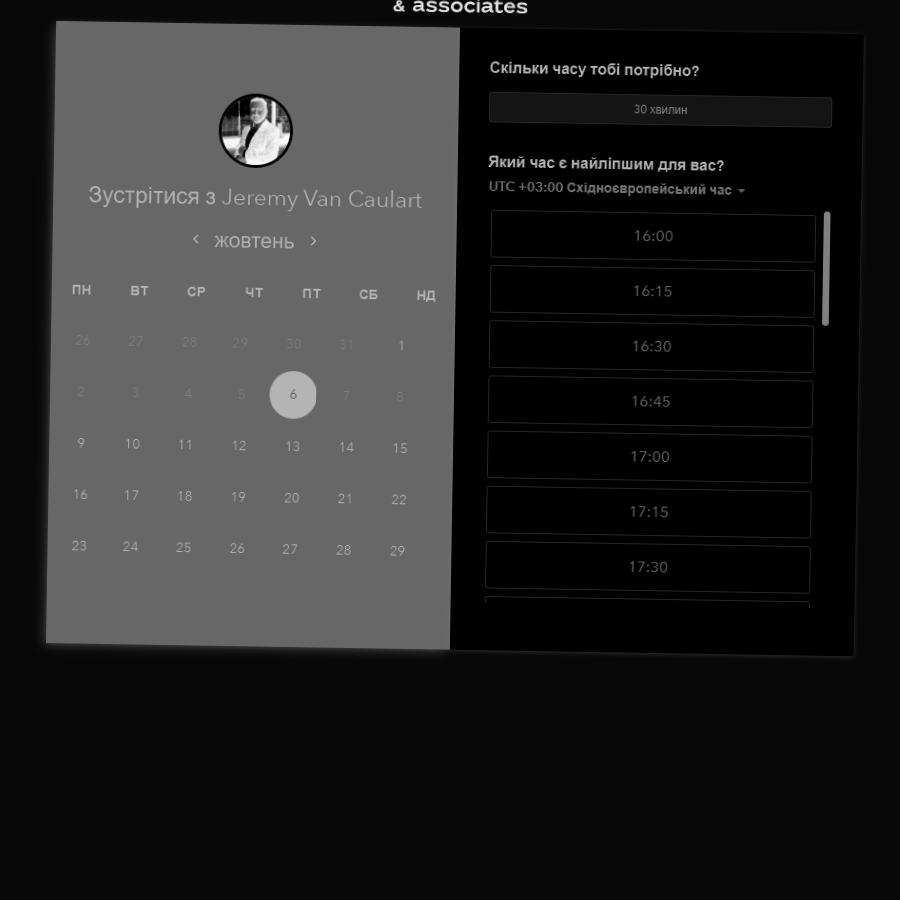 & associates
Зустрітися з Jeremy Van Caulart
жовтень
ПН ВТ СР ЧТ ПТ СБ НД
26 27 28 29 30 31 1
2 3 4 5 6 7 8
9 10 11 12 13 14 15
16 17 18 19 20 21 22
23 24 25 26 27 28 29
Скільки часу тобі потрібно?
30 хвилин
Який час є найліпшим для вас?
UTC +03:00 Східноєвропейський час
16:00
16:15
16:30
16:45
17:00
17:15
17:30